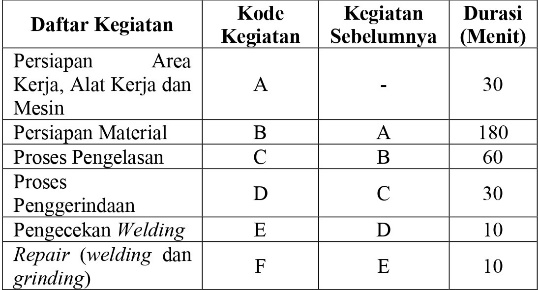 Daftar Kegiatan Kode Kegiatan Kegiatan Sebelumnya Durasi (Menit)
Persiapan Area
Kerja, Alat Kerja dan A - 30
Mesin
Persiapan Material B A 180
Proses Pengelasan C B 60
Proses
Penggerindaan D C 30
Pengecekan Welding E D 10
Repair (welding dan
grinding) F E 10